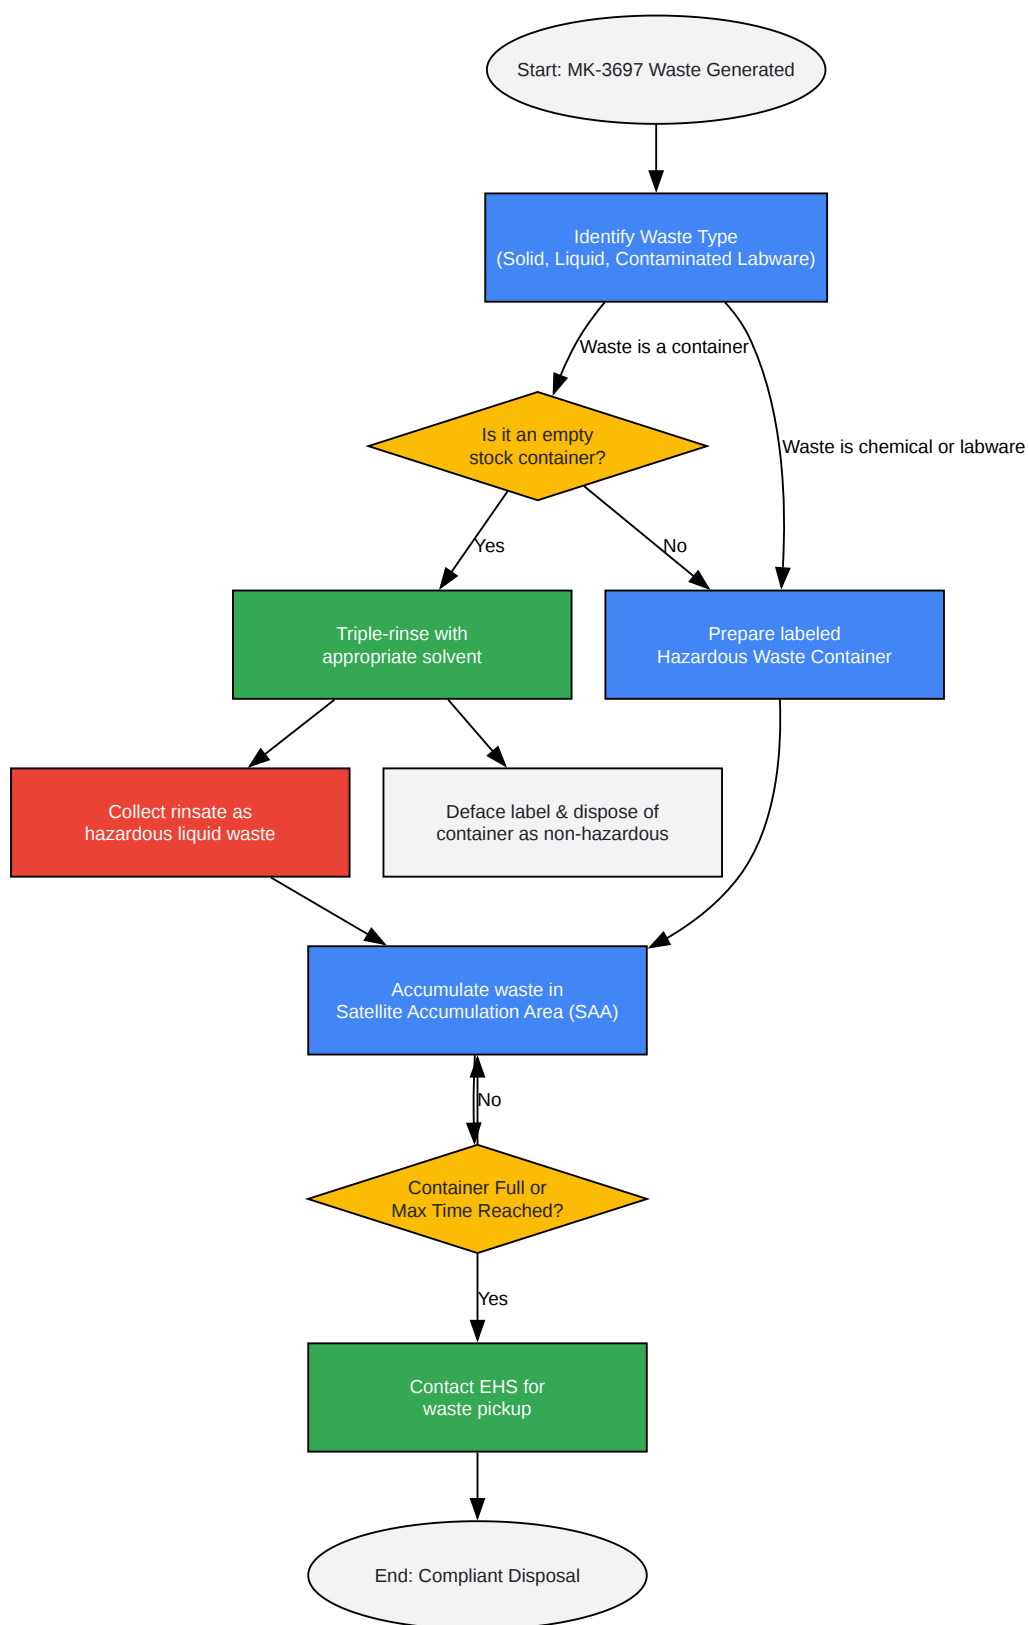 Start: MK-3697 Waste Generated
Identify Waste Type
(Solid, Liquid, Contaminated Labware)
Waste is a container
Is it an empty
stock container?
Waste is chemical or labware
Yes
No
Triple-rinse with
appropriate solvent
Prepare labeled
Hazardous Waste Container
Collect rinsate as
hazardous liquid waste
Deface label & dispose of
container as non-hazardous
Accumulate waste in
Satellite Accumulation Area (SAA)
No
Container Full or
Max Time Reached?
Yes
Contact EHS for
waste pickup
End: Compliant Disposal